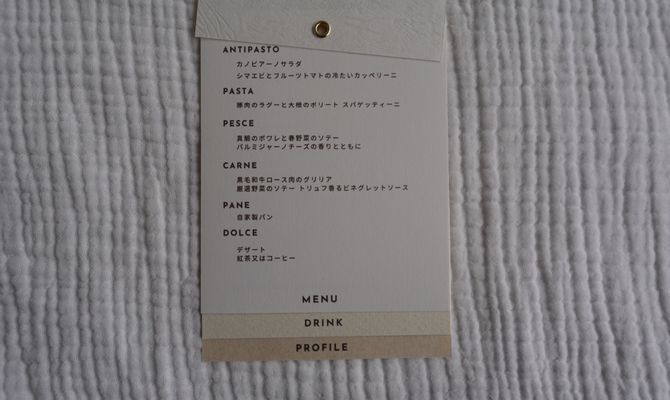 ANTIPASTO
カノビアーノサラダ
シマエビとフルーツトマトの冷たいカッペリーニ
PASTA
豚肉のラグーと大根のボリート スパゲッティーニ
PESCE
真鯛のポワレと春野菜のソテー
パルミジャーノチーズの香りとともに
CARNE
黒毛和牛ロース肉のグリリア
厳選野菜のソテー トリュフ香るビネグレットソース
PANE
自家製パン
DOLCE
デザート
紅茶又はコーヒー
MENU
DRINK
PROFILE